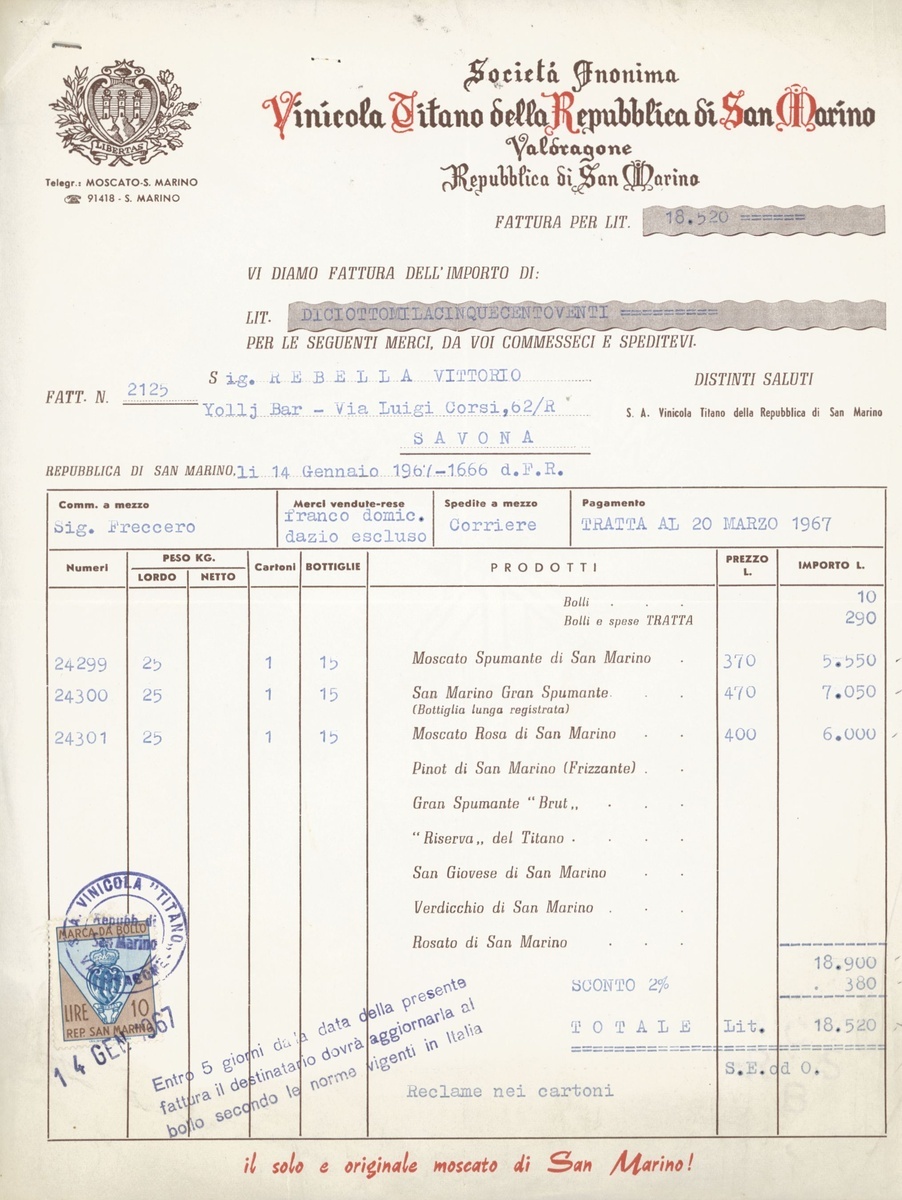 Società Anonima
Vinicola Titano della Repubblica di San Marino
Valdragone
Repubblica di San Marino
LIBERTAS
Telegr.: MOSCATO-S. MARINO
☎ 91418 - S. MARINO
FATTURA PER LIT. 18.520 ======
VI DIAMO FATTURA DELL'IMPORTO DI:
LIT. DICIOTTOMILACINQUECENTOVENTI =========
PER LE SEGUENTI MERCI, DA VOI COMMESSECI E SPEDITEVI.
FATT. N. 2125
Sig. REBELLA VITTORIO
Yollj Bar - Via Luigi Corsi,62/R
SAVONA
DISTINTI SALUTI
S. A. Vinicola Titano della Repubblica di San Marino
REPUBBLICA DI SAN MARINO, li 14 Gennaio 1967-1666 d.F.R.
Comm. a mezzo Merci vendute-rese Spedite a mezzo Pagamento
Sig. Freccero franco domic. dazio escluso Corriere TRATTA AL 20 MARZO 1967
Numeri PESO KG. LORDO NETTO Cartoni BOTTIGLIE PRODOTTI PREZZO L. IMPORTO L.
Bolli . . . 10
Bolli e spese TRATTA 290
24299 25 1 15 Moscato Spumante di San Marino . 370 5.550
24300 25 1 15 San Marino Gran Spumante . . . 470 7.050
(Bottiglia lunga registrata)
24301 25 1 15 Moscato Rosa di San Marino . . 400 6.000
Pinot di San Marino (Frizzante) . .
Gran Spumante "Brut„ . . .
"Riserva„ del Titano . . . .
San Giovese di San Marino . .
Verdicchio di San Marino . . .
Rosato di San Marino . . .
18.900
SCONTO 2% . 380
TOTALE Lit. 18.520
S.E.od O.
Reclame nei cartoni
S.A. VINICOLA "TITANO"
Repubb. di
San Marino
VALDRAGONE
MARCA DA BOLLO
LIRE 10
REP. SAN MARINO
14 GEN 1967
Entro 5 giorni dalla data della presente
fattura il destinatario dovrà aggiornarla al
bollo secondo le norme vigenti in Italia
il solo e originale moscato di San Marino!